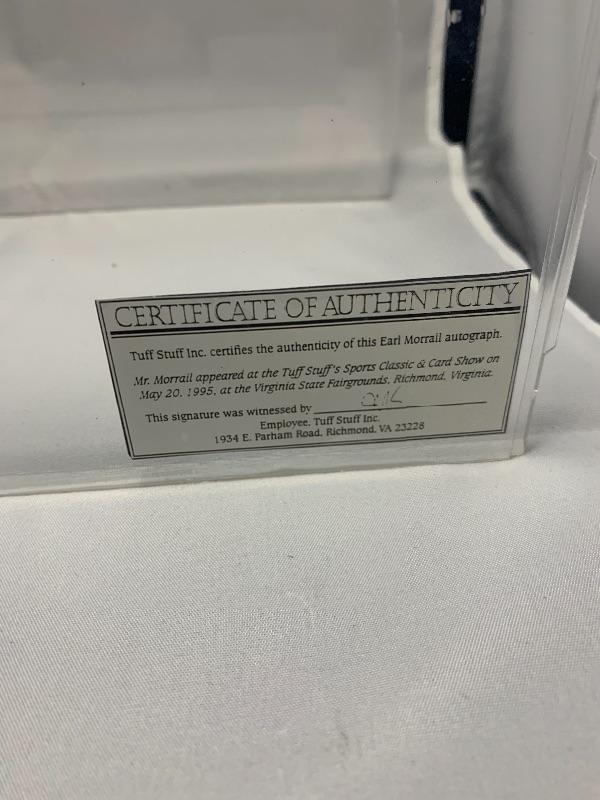 CERTIFICATE OF AUTHENTICITY
Tuff Stuff Inc. certifies the authenticity of this Earl Morrail autograph.
Mr. Morrail appeared at the Tuff Stuff's Sports Classic & Card Show on
May 20, 1995, at the Virginia State Fairgrounds, Richmond, Virginia.
This signature was witnessed by
Employee, Tuff Stuff Inc.
1934 E. Parham Road, Richmond, VA 23228